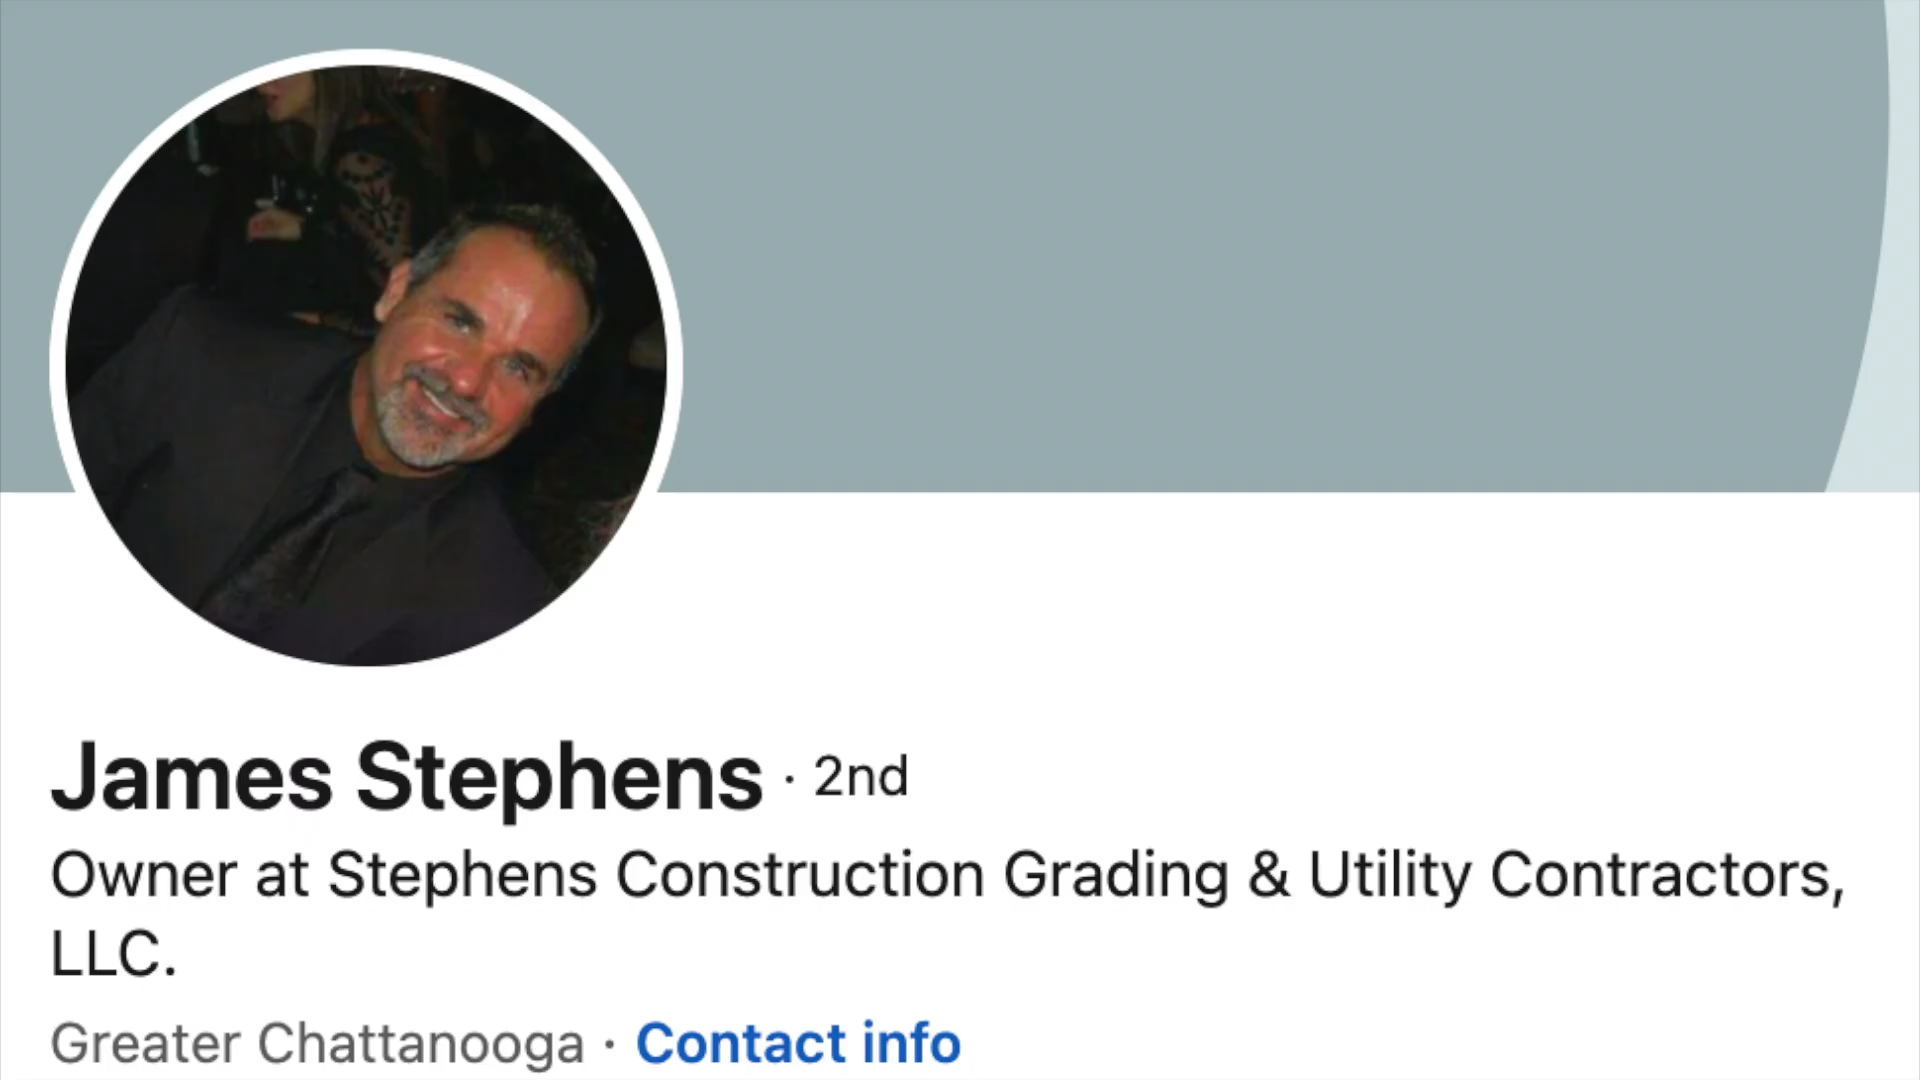 James Stephens · 2nd
Owner at Stephens Construction Grading & Utility Contractors,
LLC.
Greater Chattanooga · Contact info